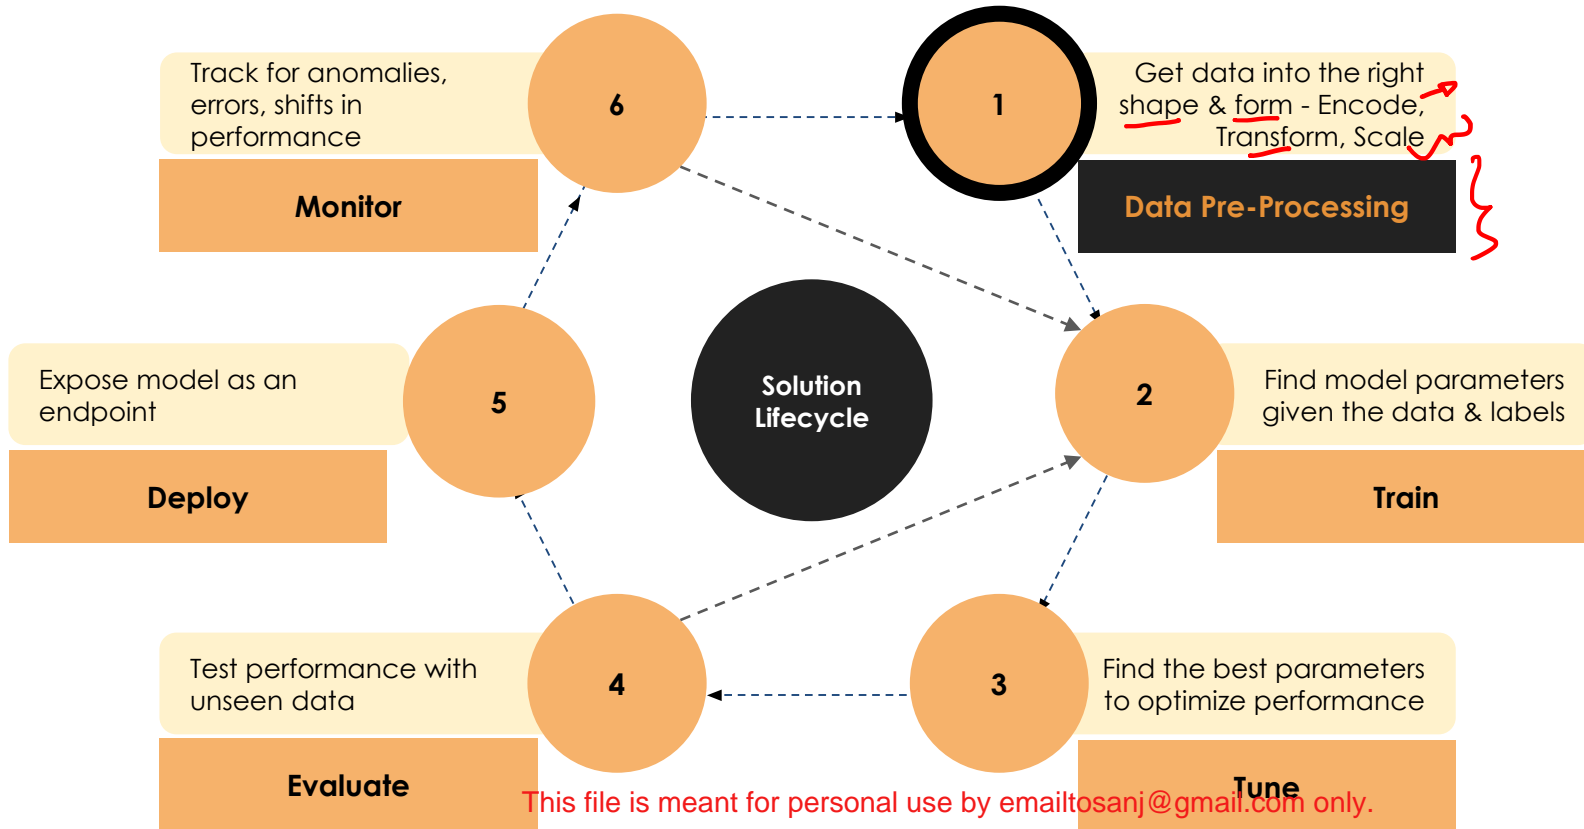 Track for anomalies,
errors, shifts in
performance
Monitor
6
1
Get data into the right
shape & form - Encode,
Transform, Scale
Data Pre-Processing
Expose model as an
endpoint
Deploy
5
Solution
Lifecycle
2
Find model parameters
given the data & labels
Train
Test performance with
unseen data
Evaluate
4
3
Find the best parameters
to optimize performance
Tune
This file is meant for personal use by emailtosanj@gmail.com only.